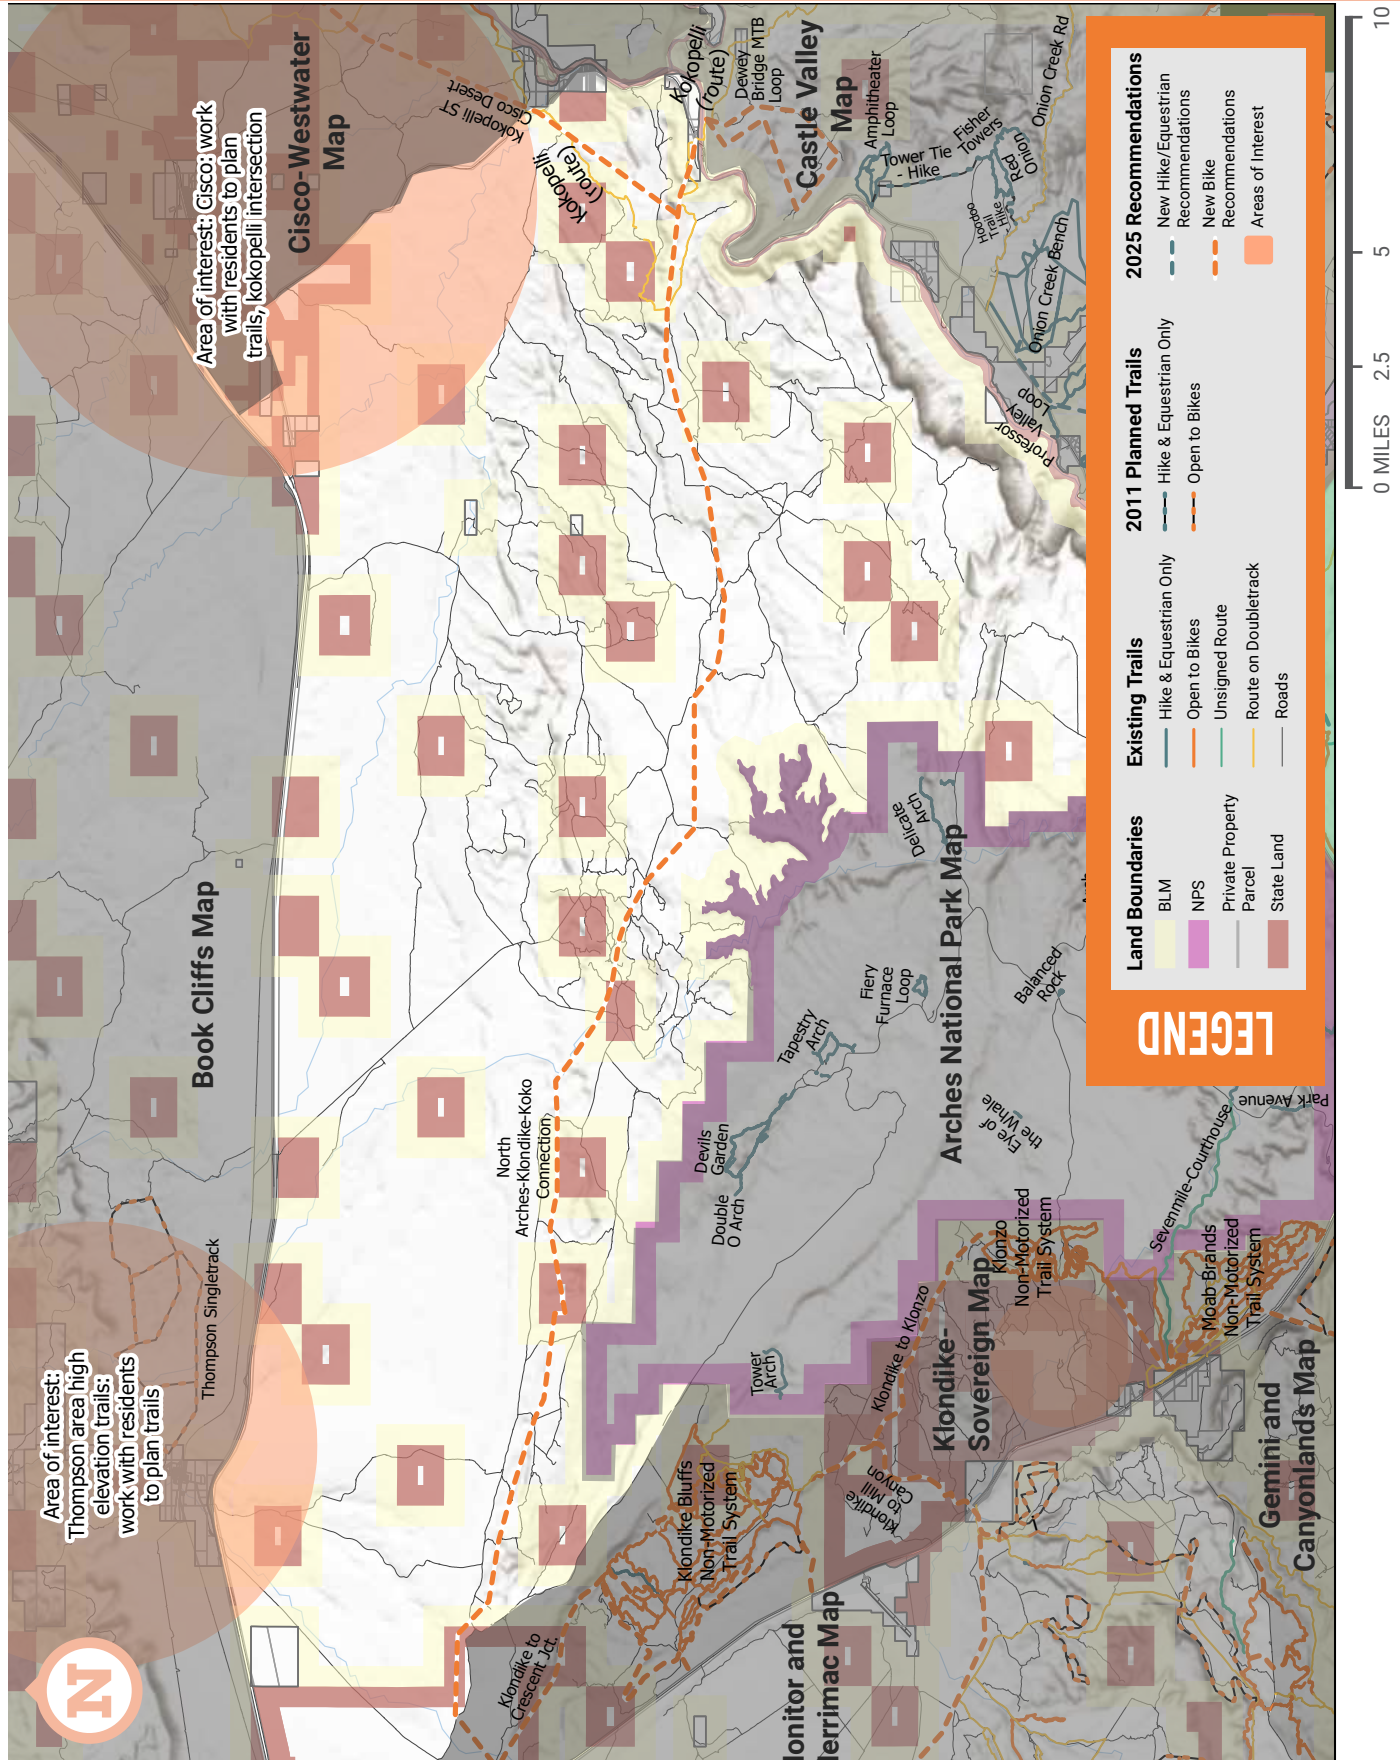 Area of interest:
Thompson area high
elevation trails:
work with residents
to plan trails
Thompson Singletrack
Book Cliffs Map
Area of interest: Cisco: work
with residents to plan
trails, kokopelli intersection
Cisco-Westwater
Map
Kokopelli ST
Cisco Desert
Kokopelli
(route)
Kokopelli
(route)
Dewey
Bridge MTB
Loop
Castle Valley
Map
Amphitheater
Loop
Tower Tie
- Hike
Fisher
Towers
Hoodoo
Trail
- Hike
Red
Onion
Onion Creek Rd
Onion Creek Bench
Professor
Valley
Loop
North
Arches-Klondike-Koko
Connection
Devils
Garden
Double
O Arch
Tapestry
Arch
Fiery
Furnace
Loop
Delicate
Arch
Arches National Park Map
Balanced
Rock
Eye of
the Whale
Park Avenue
Sevenmile-Courthouse
Tower
Arch
Klondike to Klonzo
Klondike-
Sovereign Map
Klonzo
Non-Motorized
Trail System
Moab Brands
Non-Motorized
Trail System
Gemini and
Canyonlands Map
Klondike
to Mill
Canyon
Klondike Bluffs
Non-Motorized
Trail System
Klondike to
Crescent Jct.
onitor and
errimac Map
N
LEGEND
Land Boundaries
BLM
NPS
Private Property
Parcel
State Land
Existing Trails
Hike & Equestrian Only
Open to Bikes
Unsigned Route
Route on Doubletrack
Roads
2011 Planned Trails
Hike & Equestrian Only
Open to Bikes
2025 Recommendations
New Hike/Equestrian
Recommendations
New Bike
Recommendations
Areas of Interest
0 MILES 2.5 5 10